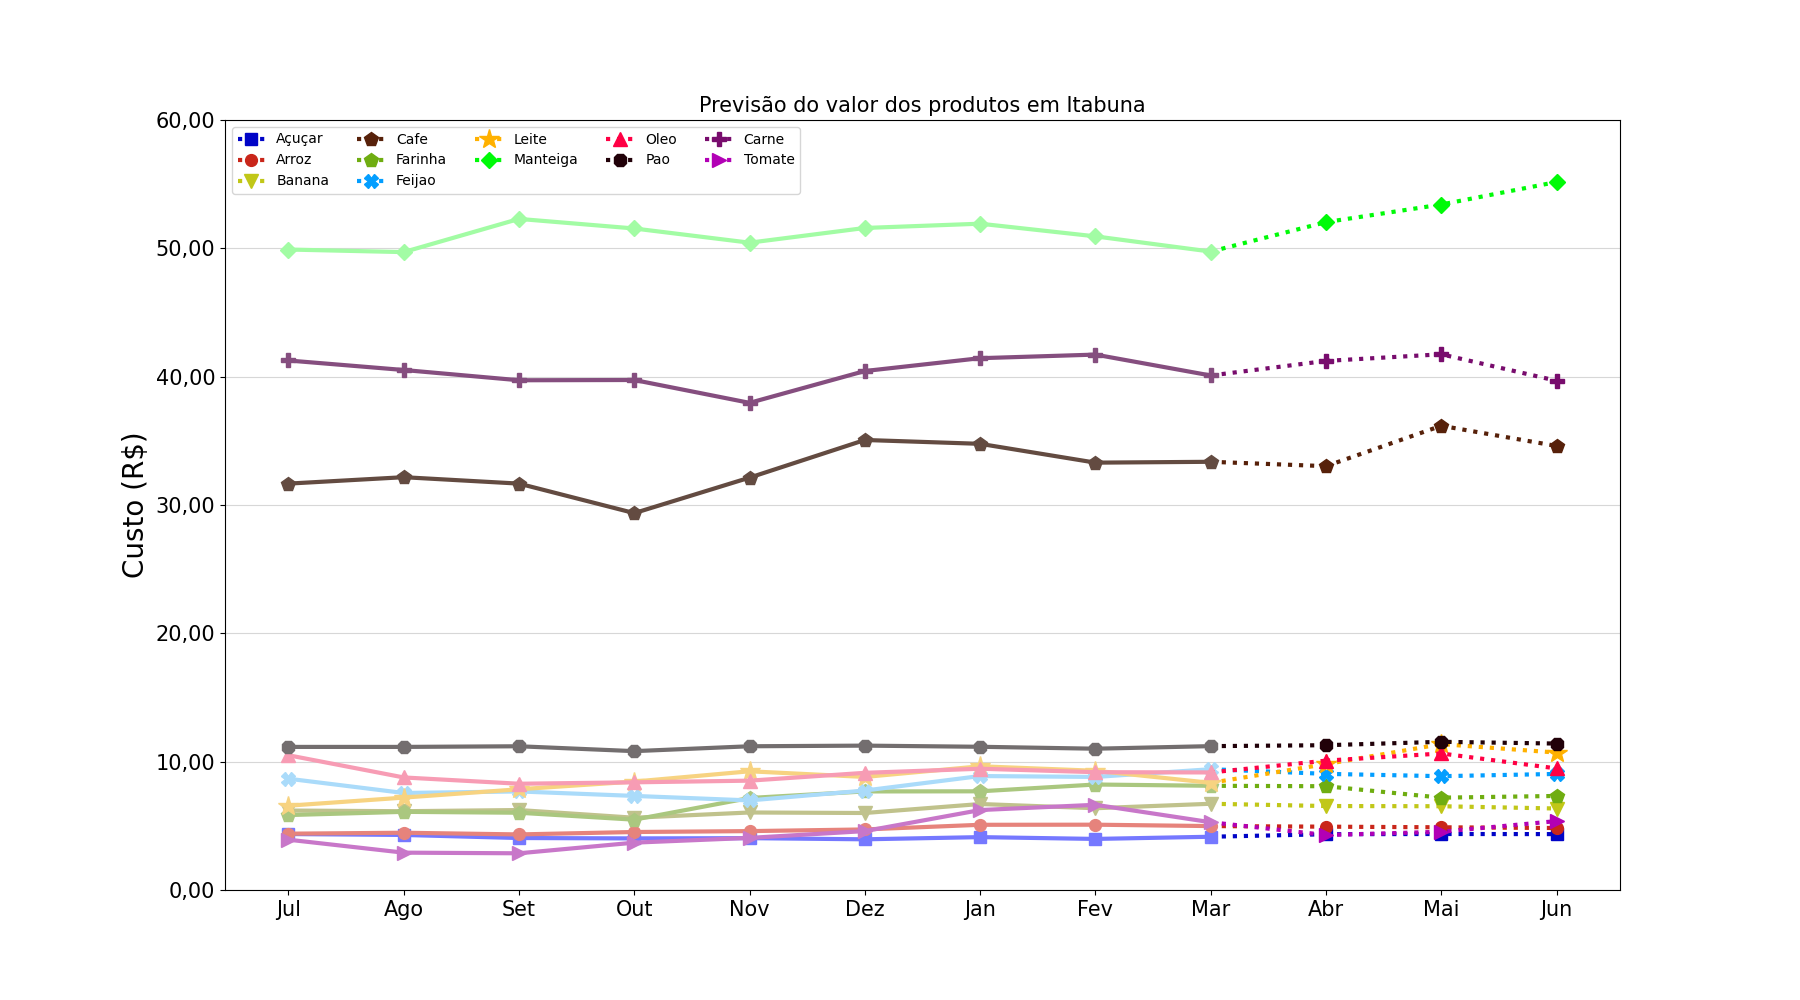 Previsão do valor dos produtos em Itabuna
60,00
50,00
40,00
30,00
20,00
10,00
0,00
Custo (R$)
Açuçar Cafe Leite Oleo Carne
Arroz Farinha Manteiga Pao Tomate
Banana Feijao
Jul Ago Set Out Nov Dez Jan Fev Mar Abr Mai Jun